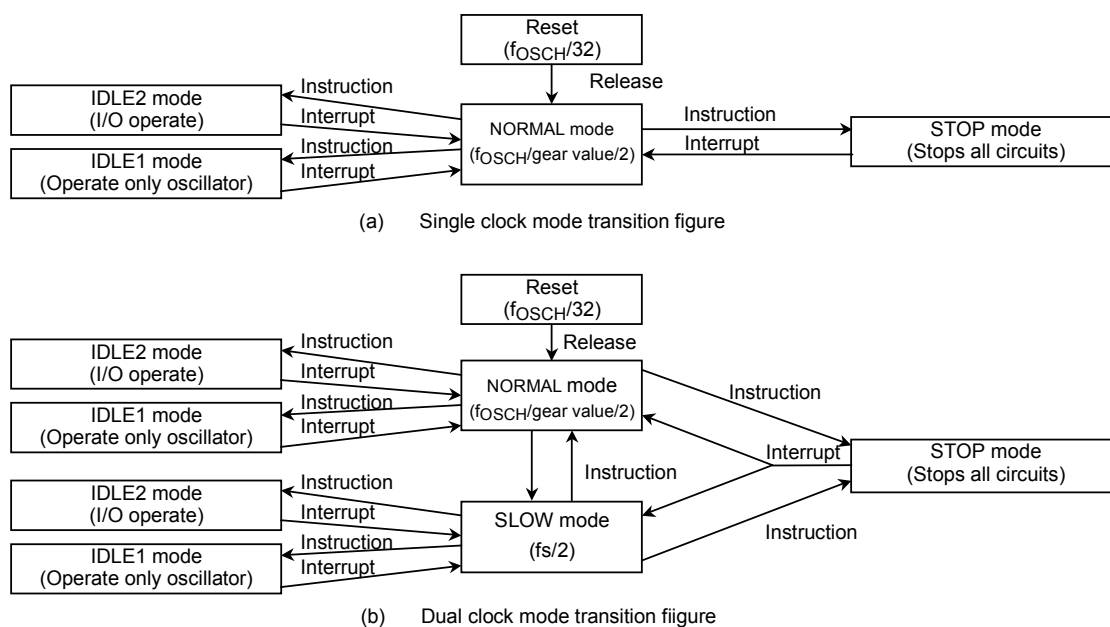 Reset
(fOSCH/32)
Release
IDLE2 mode
(I/O operate)
Instruction
Interrupt
IDLE1 mode
(Operate only oscillator)
Instruction
Interrupt
NORMAL mode
(fOSCH/gear value/2)
Instruction
Interrupt
STOP mode
(Stops all circuits)
(a) Single clock mode transition figure
Reset
(fOSCH/32)
Release
IDLE2 mode
(I/O operate)
Instruction
Interrupt
IDLE1 mode
(Operate only oscillator)
Instruction
Interrupt
NORMAL mode
(fOSCH/gear value/2)
Instruction
Interrupt
STOP mode
(Stops all circuits)
Instruction
IDLE2 mode
(I/O operate)
Instruction
Interrupt
IDLE1 mode
(Operate only oscillator)
Instruction
Interrupt
SLOW mode
(fs/2)
Instruction
(b) Dual clock mode transition fiigure